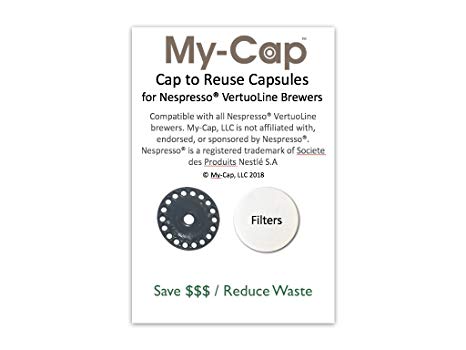 My-Cap™
Cap to Reuse Capsules
for Nespresso® VertuoLine Brewers
Compatible with all Nespresso® VertuoLine
brewers. My-Cap, LLC is not affiliated with,
endorsed, or sponsored by Nespresso®.
Nespresso® is a registered trademark of Societe
des Produits Nestlé S.A
© My-Cap, LLC 2018
Filters
Save $$$ / Reduce Waste